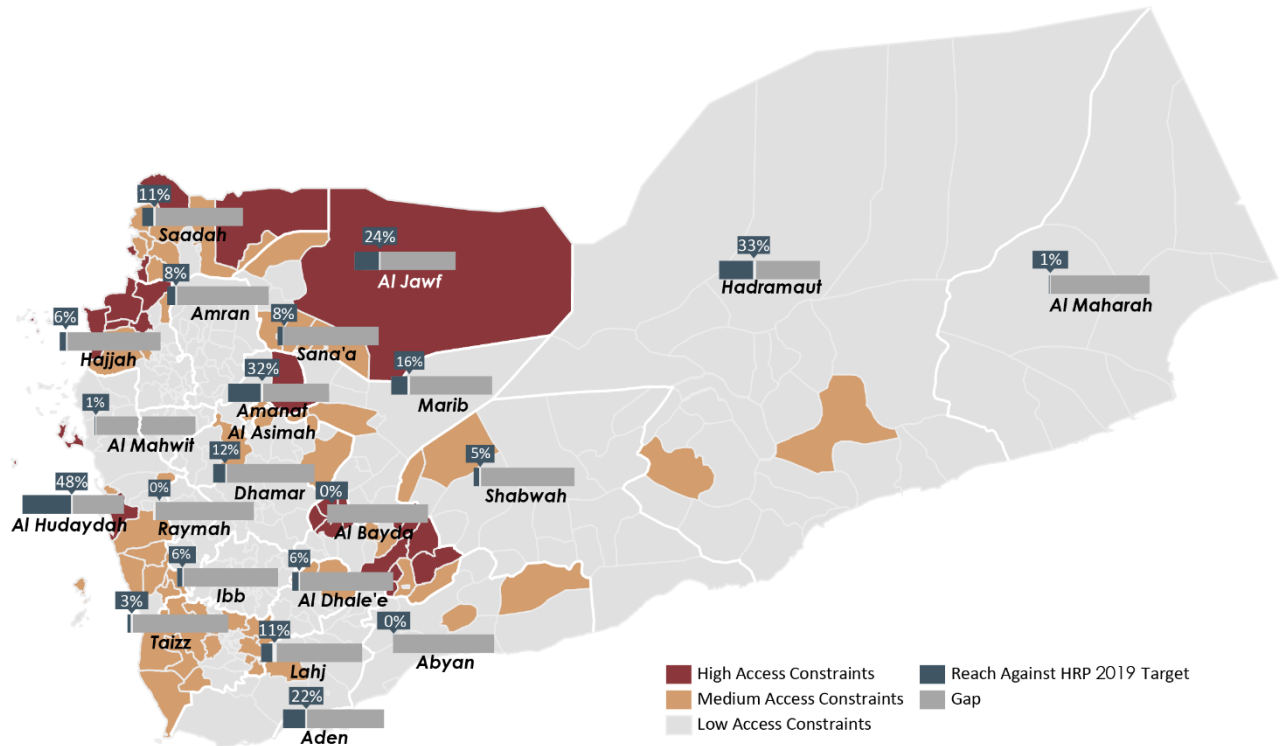 11%
Saadah
24%
Al Jawf
33%
Hadramaut
1%
Al Maharah
8%
Amran
6%
Hajjah
8%
Sana'a
16%
Marib
32%
Amanat
Al Asimah
1%
Al Mahwit
12%
Dhamar
5%
Shabwah
48%
Al Hudaydah
0%
Raymah
0%
Al Bayda
6%
Ibb
6%
Al Dhale'e
3%
Taizz
11%
Lahj
0%
Abyan
22%
Aden
High Access Constraints
Medium Access Constraints
Low Access Constraints
Reach Against HRP 2019 Target
Gap